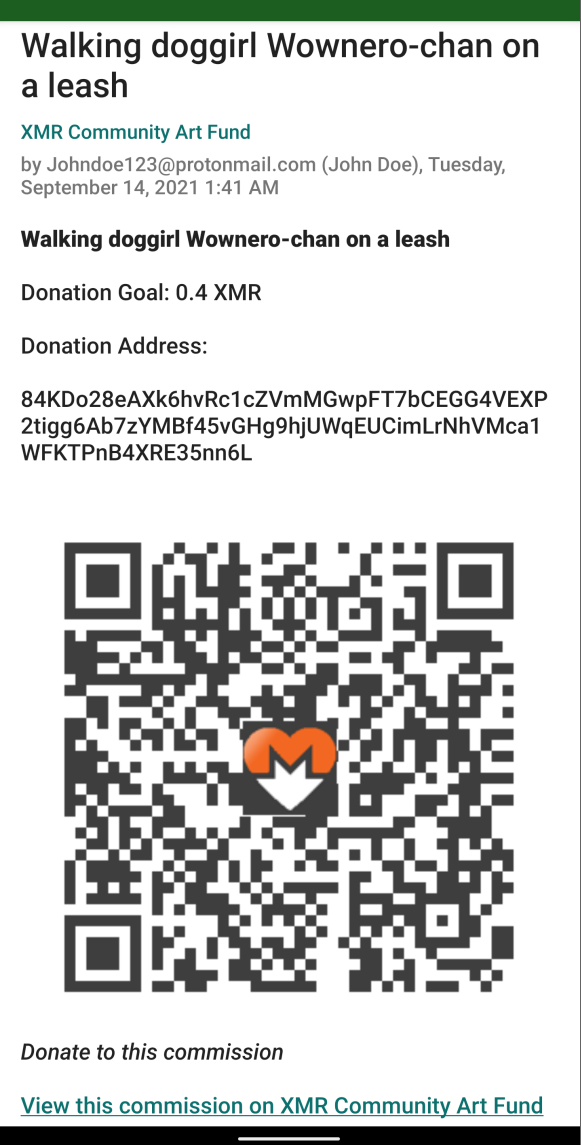 Walking doggirl Wownero-chan on
a leash
XMR Community Art Fund
by Johndoe123@protonmail.com (John Doe), Tuesday,
September 14, 2021 1:41 AM
Walking doggirl Wownero-chan on a leash
Donation Goal: 0.4 XMR
Donation Address:
84KDo28eAXk6hvRc1cZVmMGwpFT7bCEGG4VEXP
2tigg6Ab7zYMBf45vGHg9hjUWqEUCimLrNhVMca1
WFKTPnB4XRE35nn6L
Donate to this commission
View this commission on XMR Community Art Fund